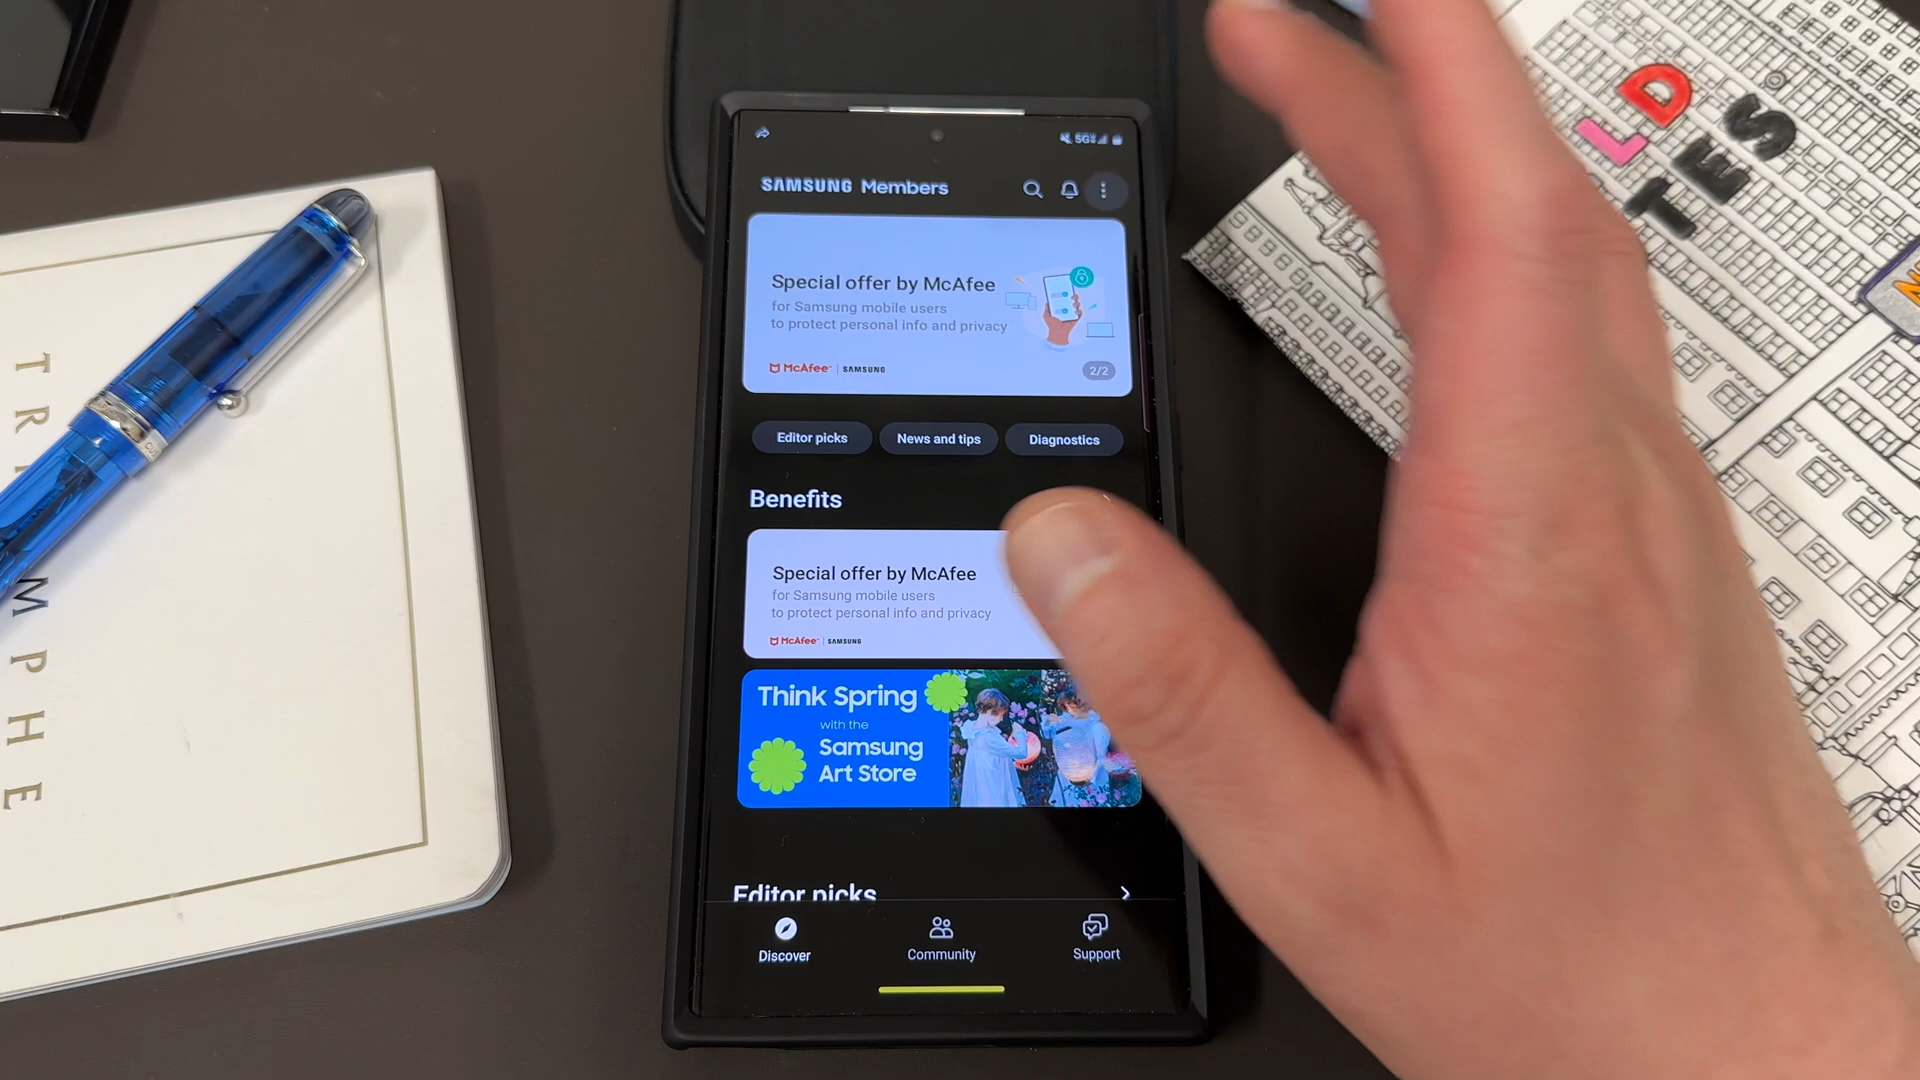 5G
SAMSUNG Members
Special offer by McAfee
for Samsung mobile users
to protect personal info and privacy
McAfee | SAMSUNG
2/2
Editor picks
News and tips
Diagnostics
Benefits
Special offer by McAfee
for Samsung mobile users
to protect personal info and privacy
McAfee | SAMSUNG
Think Spring
with the
Samsung
Art Store
Editor picks
Discover
Community
Support
LD
TES